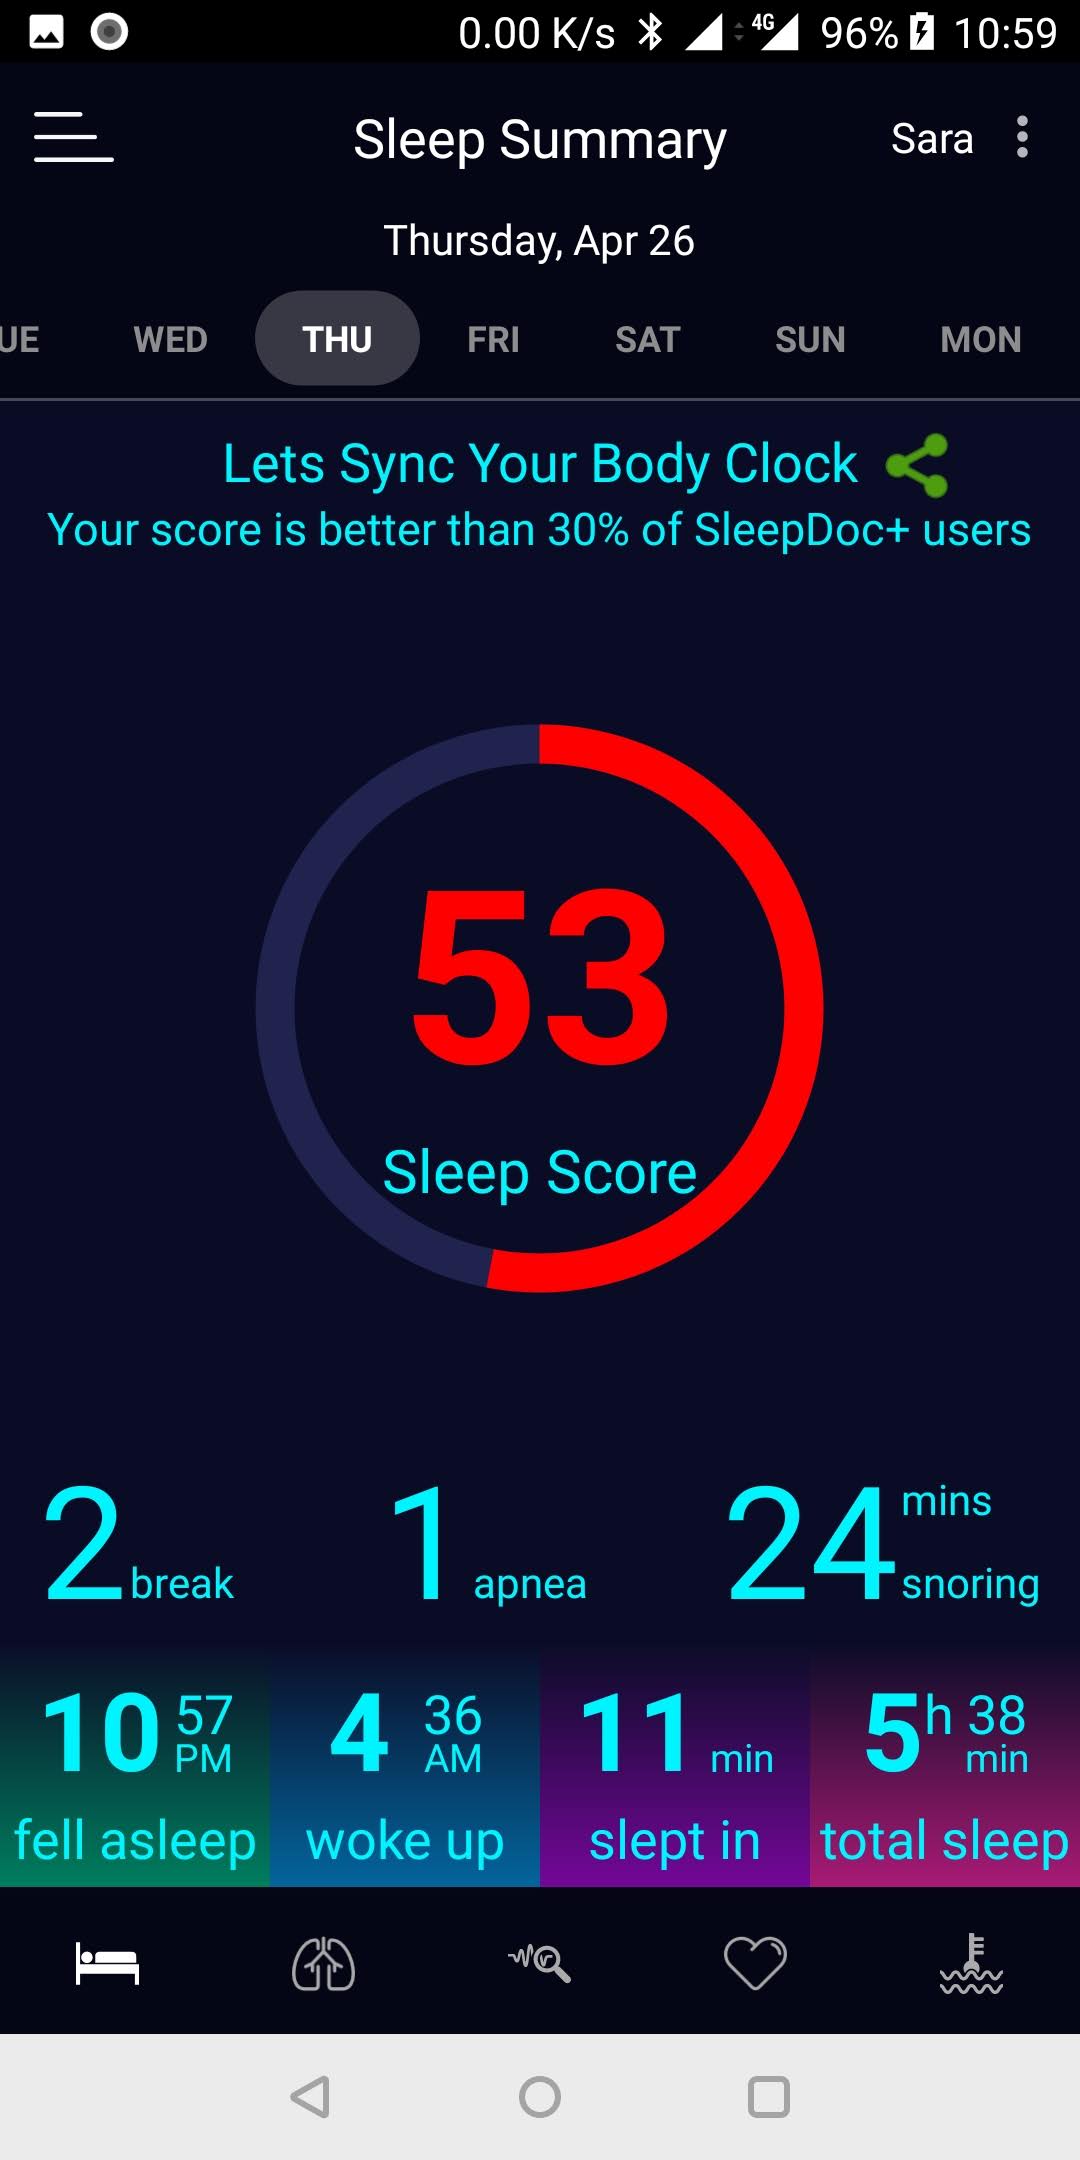 0.00 K/s 4G 96% 10:59
Sleep Summary Sara
Thursday, Apr 26
UE WED THU FRI SAT SUN MON
Lets Sync Your Body Clock
Your score is better than 30% of SleepDoc+ users
53
Sleep Score
2 break 1 apnea 24 mins snoring
10 57 PM 4 36 AM 11 min 5 h 38 min
fell asleep woke up slept in total sleep